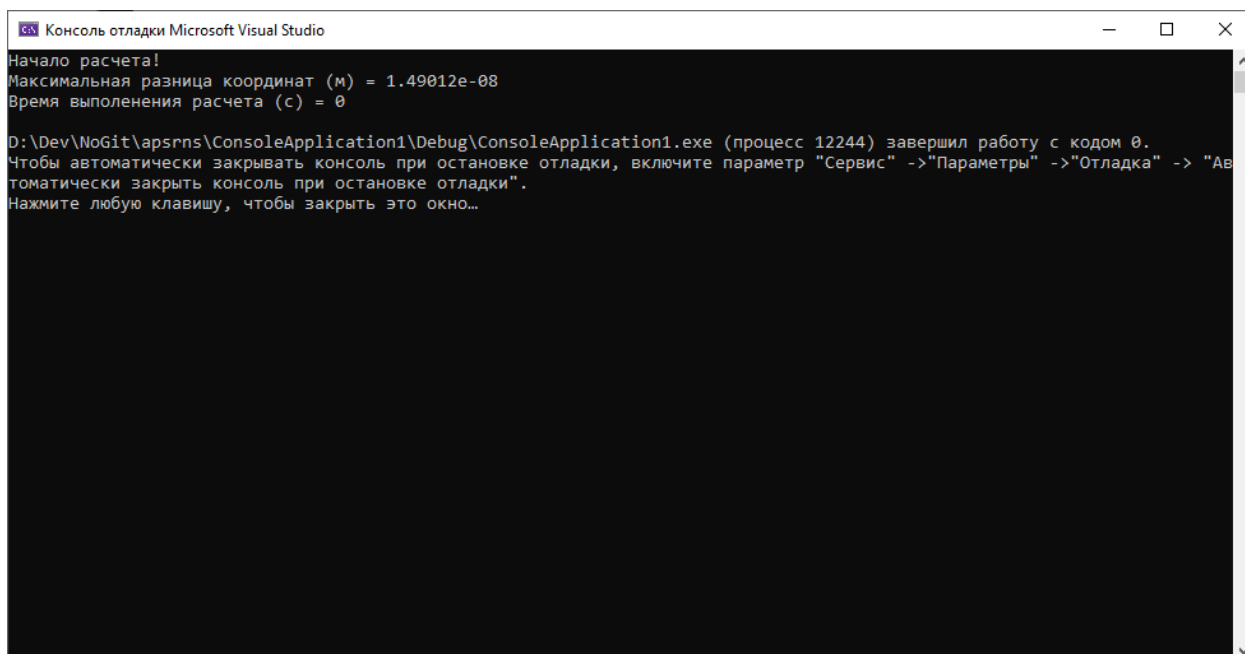 Консоль отладки Microsoft Visual Studio
Начало расчета!
Максимальная разница координат (м) = 1.49012e-08
Время выполенения расчета (с) = 0
D:\Dev\NoGit\apsrns\ConsoleApplication1\Debug\ConsoleApplication1.exe (процесс 12244) завершил работу с кодом 0.
Чтобы автоматически закрывать консоль при остановке отладки, включите параметр "Сервис" ->"Параметры" ->"Отладка" -> "Ав
томатически закрыть консоль при остановке отладки".
Нажмите любую клавишу, чтобы закрыть это окно…